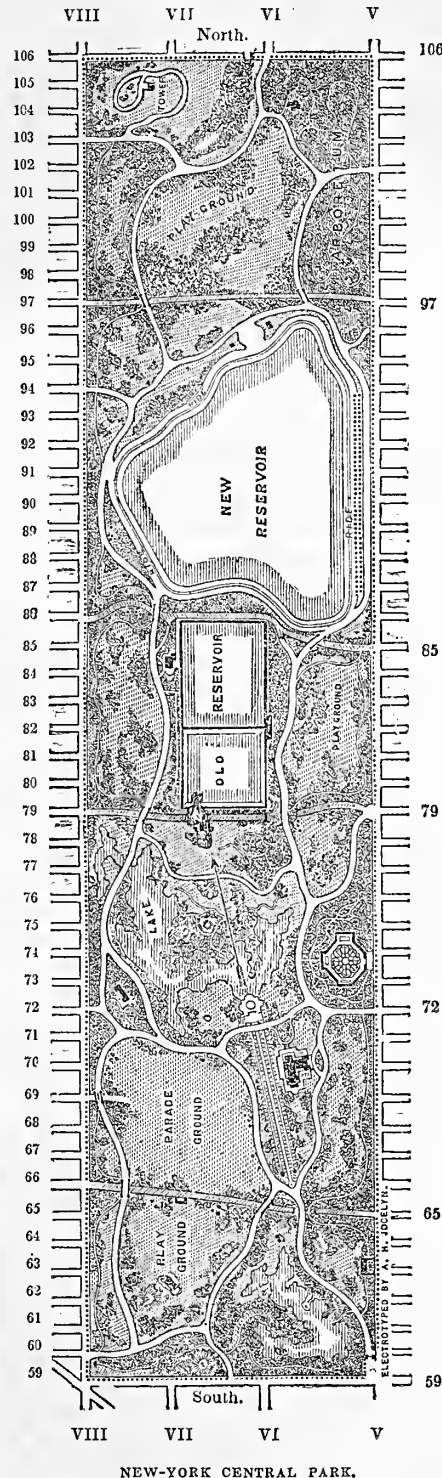 VIII VII VI V
North.
106 106
105
TOWER
104
103
ARBORETUM
102
101
PLAY GROUND
100
99
98
97 97
96
95
94
93
92
NEW
RESERVOIR
91
90
RIDE
89
88
87
86
85 85
84
RESERVOIR
PLAY GROUND
83
82
81
OLD
80
79 79
78
77
76
LAKE
75
74
73
72 72
71
70
69
PARADE
GROUND
68
67
66
65 65
64
PLAY
GROUND
63
62
61
60
59 59
ELECTROTYPED BY A. H. JOCELYN.
South.
VIII VII VI V
NEW-YORK CENTRAL PARK.